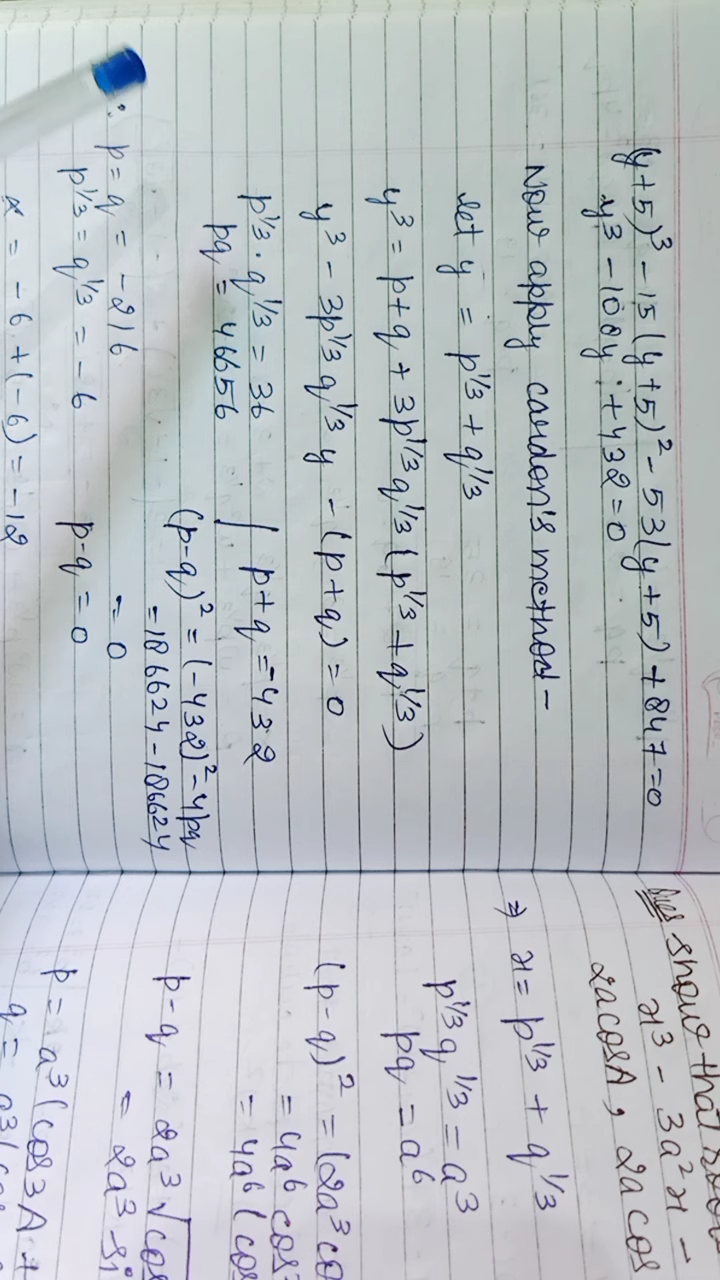 (y+5)³ - 15(y+5)² - 53(y+5) + 847 = 0
y³ - 108y + 432 = 0
Now apply cardon's method -
let y = p^1/3 + q^1/3
y³ = p+q + 3p^1/3 q^1/3 (p^1/3 + q^1/3)
y³ - 3p^1/3 q^1/3 y - (p+q) = 0
p^1/3 . q^1/3 = 36 / p+q = -432
pq = 46656
(p-q)² = (-432)² - 4pq
= 186624 - 186624
= 0
∴ p = q = -216
p-q = 0
p^1/3 = q^1/3 = -6
x = -6 + (-6) = -12
Ques show that
x³ - 3a²x -
2a cosA, 2a cos
⇒ x = p^1/3 + q^1/3
p^1/3 q^1/3 = a³
pq = a⁶
(p-q)² = (2a³ co
= 4a⁶ cos
= 4a⁶ (cos
p-q = 2a³ √cos
= 2a³ si
p = a³ (cos3A +
q = a³ (